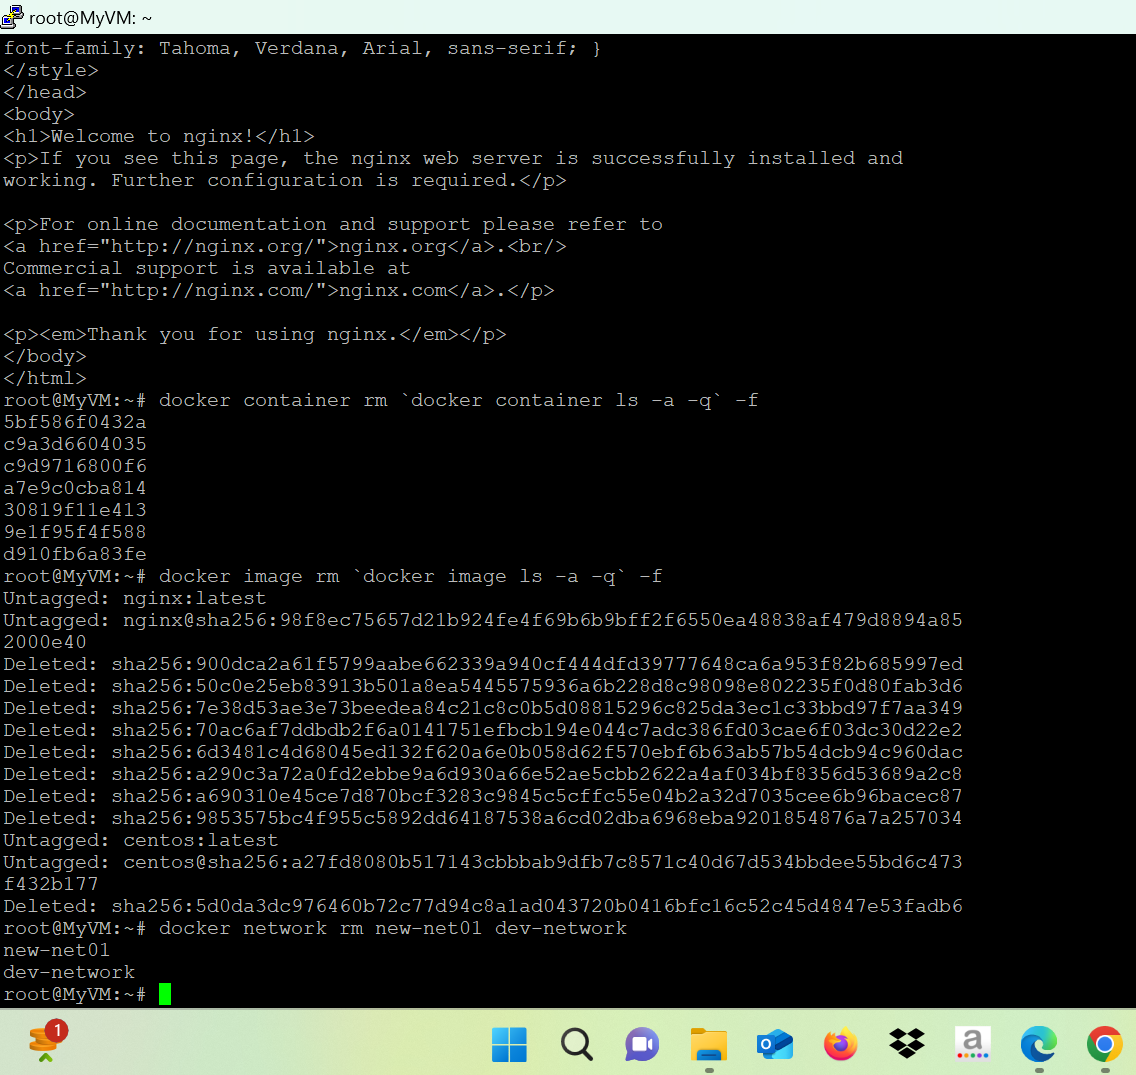 root@MyVM: ~
font-family: Tahoma, Verdana, Arial, sans-serif; }
</style>
</head>
<body>
<h1>Welcome to nginx!</h1>
<p>If you see this page, the nginx web server is successfully installed and
working. Further configuration is required.</p>
<p>For online documentation and support please refer to
<a href="http://nginx.org/">nginx.org</a>.<br/>
Commercial support is available at
<a href="http://nginx.com/">nginx.com</a>.</p>
<p><em>Thank you for using nginx.</em></p>
</body>
</html>
root@MyVM:~# docker container rm `docker container ls -a -q` -f
5bf586f0432a
c9a3d6604035
c9d9716800f6
a7e9c0cba814
30819f11e413
9e1f95f4f588
d910fb6a83fe
root@MyVM:~# docker image rm `docker image ls -a -q` -f
Untagged: nginx:latest
Untagged: nginx@sha256:98f8ec75657d21b924fe4f69b6b9bff2f6550ea48838af479d8894a85
2000e40
Deleted: sha256:900dca2a61f5799aabe662339a940cf444dfd39777648ca6a953f82b685997ed
Deleted: sha256:50c0e25eb83913b501a8ea5445575936a6b228d8c98098e802235f0d80fab3d6
Deleted: sha256:7e38d53ae3e73beedea84c21c8c0b5d08815296c825da3ec1c33bbd97f7aa349
Deleted: sha256:70ac6af7ddbdb2f6a0141751efbcb194e044c7adc386fd03cae6f03dc30d22e2
Deleted: sha256:6d3481c4d68045ed132f620a6e0b058d62f570ebf6b63ab57b54dcb94c960dac
Deleted: sha256:a290c3a72a0fd2ebbe9a6d930a66e52ae5cbb2622a4af034bf8356d53689a2c8
Deleted: sha256:a690310e45ce7d870bcf3283c9845c5cffc55e04b2a32d7035cee6b96bacec87
Deleted: sha256:9853575bc4f955c5892dd64187538a6cd02dba6968eba9201854876a7a257034
Untagged: centos:latest
Untagged: centos@sha256:a27fd8080b517143cbbbab9dfb7c8571c40d67d534bbdee55bd6c473
f432b177
Deleted: sha256:5d0da3dc976460b72c77d94c8a1ad043720b0416bfc16c52c45d4847e53fadb6
root@MyVM:~# docker network rm new-net01 dev-network
new-net01
dev-network
root@MyVM:~#
1
a